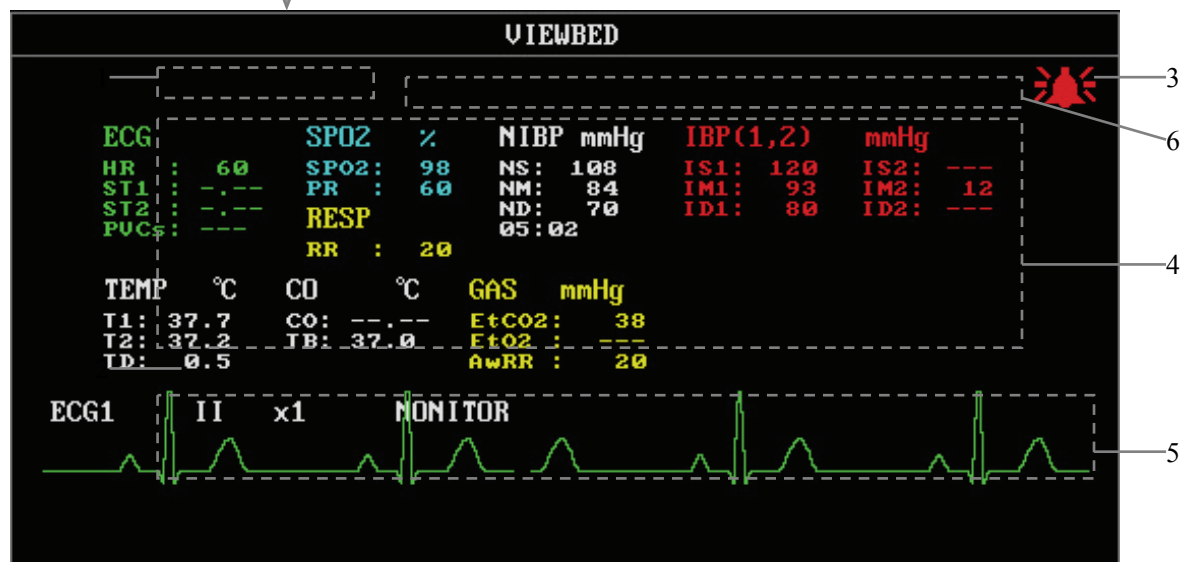 VIEWBED
3
6
ECG SPO2 % NIBP mmHg IBP(1,2) mmHg
HR : 60 SPO2: 98 NS: 108 IS1: 120 IS2: ---
ST1 : -.-- PR : 60 NM: 84 IM1: 93 IM2: 12
ST2 : -.-- RESP ND: 70 ID1: 80 ID2: ---
PVCs: --- 05:02
RR : 20
4
TEMP ℃ CO ℃ GAS mmHg
T1: 37.7 CO: --.-- EtCO2: 38
T2: 37.2 TB: 37.0 EtO2 : ---
TD: 0.5 AwRR : 20
ECG1 II x1 MONITOR
5